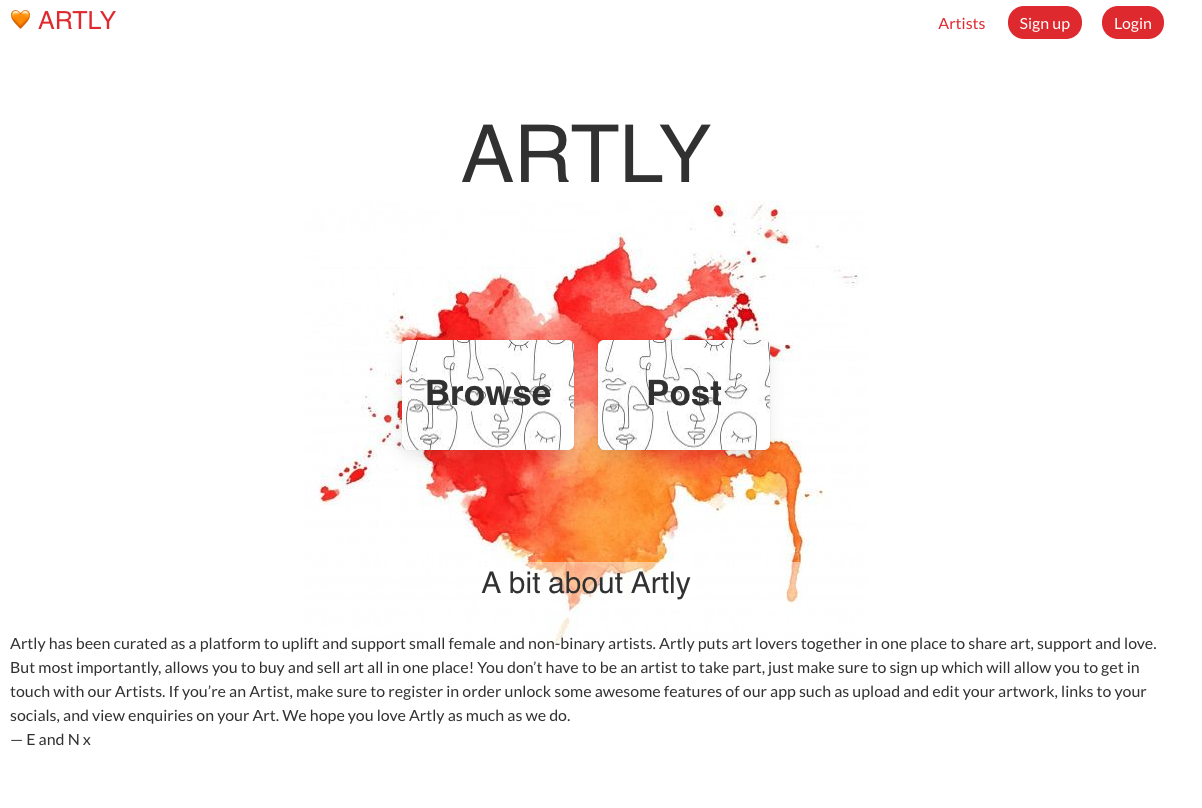 🧡 ARTLY
Artists
Sign up
Login
ARTLY
Browse
Post
A bit about Artly
Artly has been curated as a platform to uplift and support small female and non-binary artists. Artly puts art lovers together in one place to share art, support and love.
But most importantly, allows you to buy and sell art all in one place! You don’t have to be an artist to take part, just make sure to sign up which will allow you to get in
touch with our Artists. If you’re an Artist, make sure to register in order unlock some awesome features of our app such as upload and edit your artwork, links to your
socials, and view enquiries on your Art. We hope you love Artly as much as we do.
— E and N x